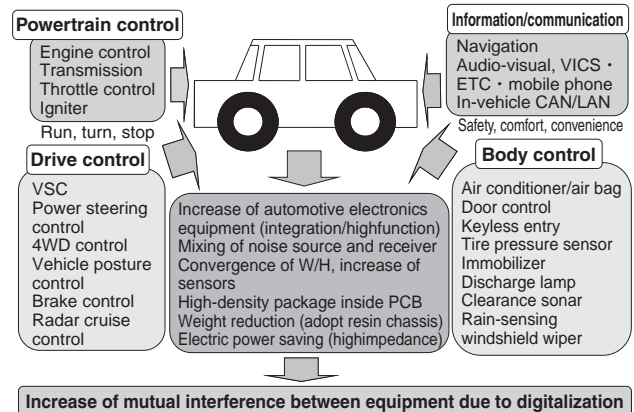 Powertrain control
Engine control
Transmission
Throttle control
Igniter
Run, turn, stop
Information/communication
Navigation
Audio-visual, VICS・
ETC・mobile phone
In-vehicle CAN/LAN
Safety, comfort, convenience
Drive control
VSC
Power steering
control
4WD control
Vehicle posture
control
Brake control
Radar cruise
control
Increase of automotive electronics
equipment (integration/highfunction)
Mixing of noise source and receiver
Convergence of W/H, increase of
sensors
High-density package inside PCB
Weight reduction (adopt resin chassis)
Electric power saving (highimpedance)
Body control
Air conditioner/air bag
Door control
Keyless entry
Tire pressure sensor
Immobilizer
Discharge lamp
Clearance sonar
Rain-sensing
windshield wiper
Increase of mutual interference between equipment due to digitalization